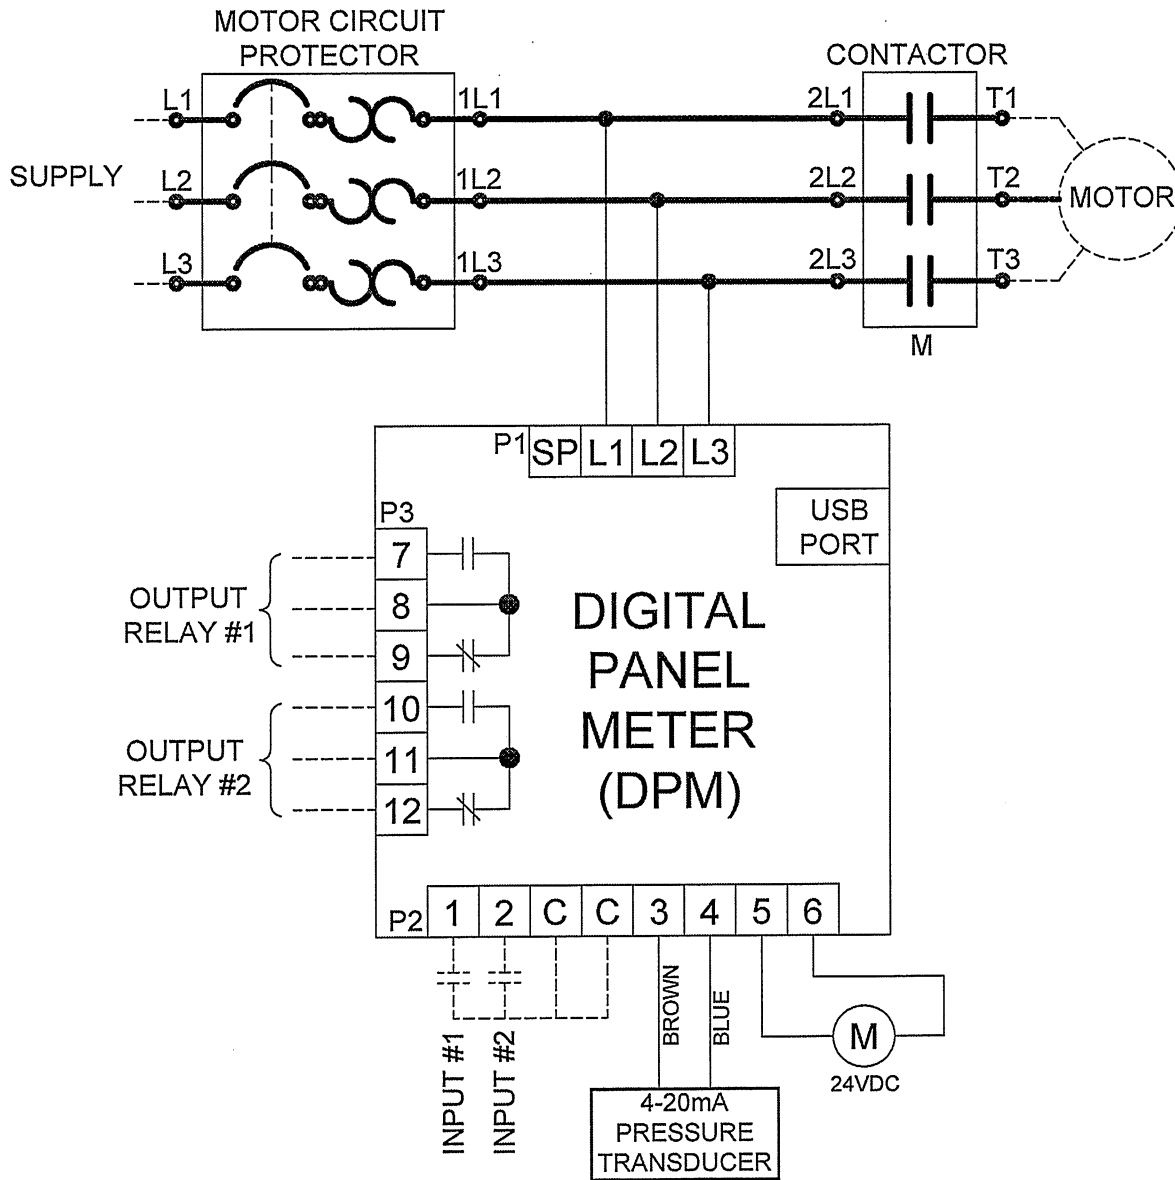 MOTOR CIRCUIT
PROTECTOR
CONTACTOR
L1
1L1
2L1
T1
SUPPLY
L2
1L2
2L2
T2
MOTOR
L3
1L3
2L3
T3
M
P1
SP
L1
L2
L3
USB
PORT
P3
7
8
9
10
11
12
OUTPUT
RELAY #1
OUTPUT
RELAY #2
DIGITAL
PANEL
METER
(DPM)
P2
1
2
C
C
3
4
5
6
INPUT #1
INPUT #2
BROWN
BLUE
M
24VDC
4-20mA
PRESSURE
TRANSDUCER